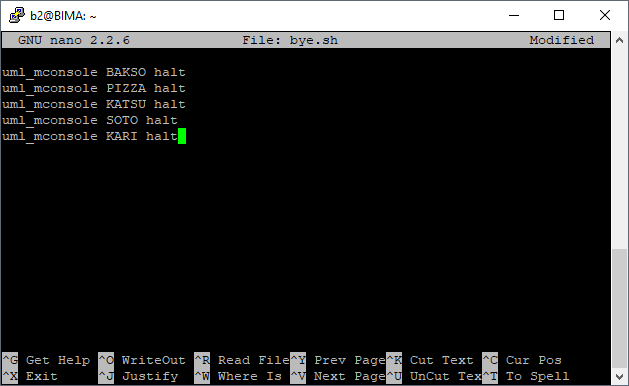 b2@BIMA: ~
GNU nano 2.2.6 File: bye.sh Modified
uml_mconsole BAKSO halt
uml_mconsole PIZZA halt
uml_mconsole KATSU halt
uml_mconsole SOTO halt
uml_mconsole KARI halt
^G Get Help ^O WriteOut ^R Read File^Y Prev Page^K Cut Text ^C Cur Pos
^X Exit ^J Justify ^W Where Is ^V Next Page^U UnCut Tex^T To Spell